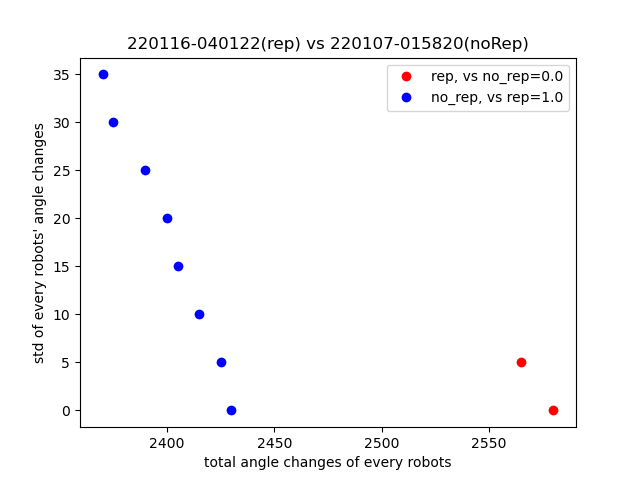 220116-040122(rep) vs 220107-015820(noRep)
rep, vs no_rep=0.0
no_rep, vs rep=1.0
std of every robots' angle changes
35
30
25
20
15
10
5
0
2400 2450 2500 2550
total angle changes of every robots